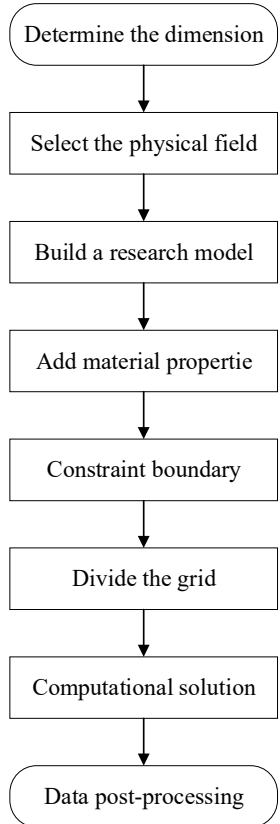 Determine the dimension
Select the physical field
Build a research model
Add material propertie
Constraint boundary
Divide the grid
Computational solution
Data post-processing